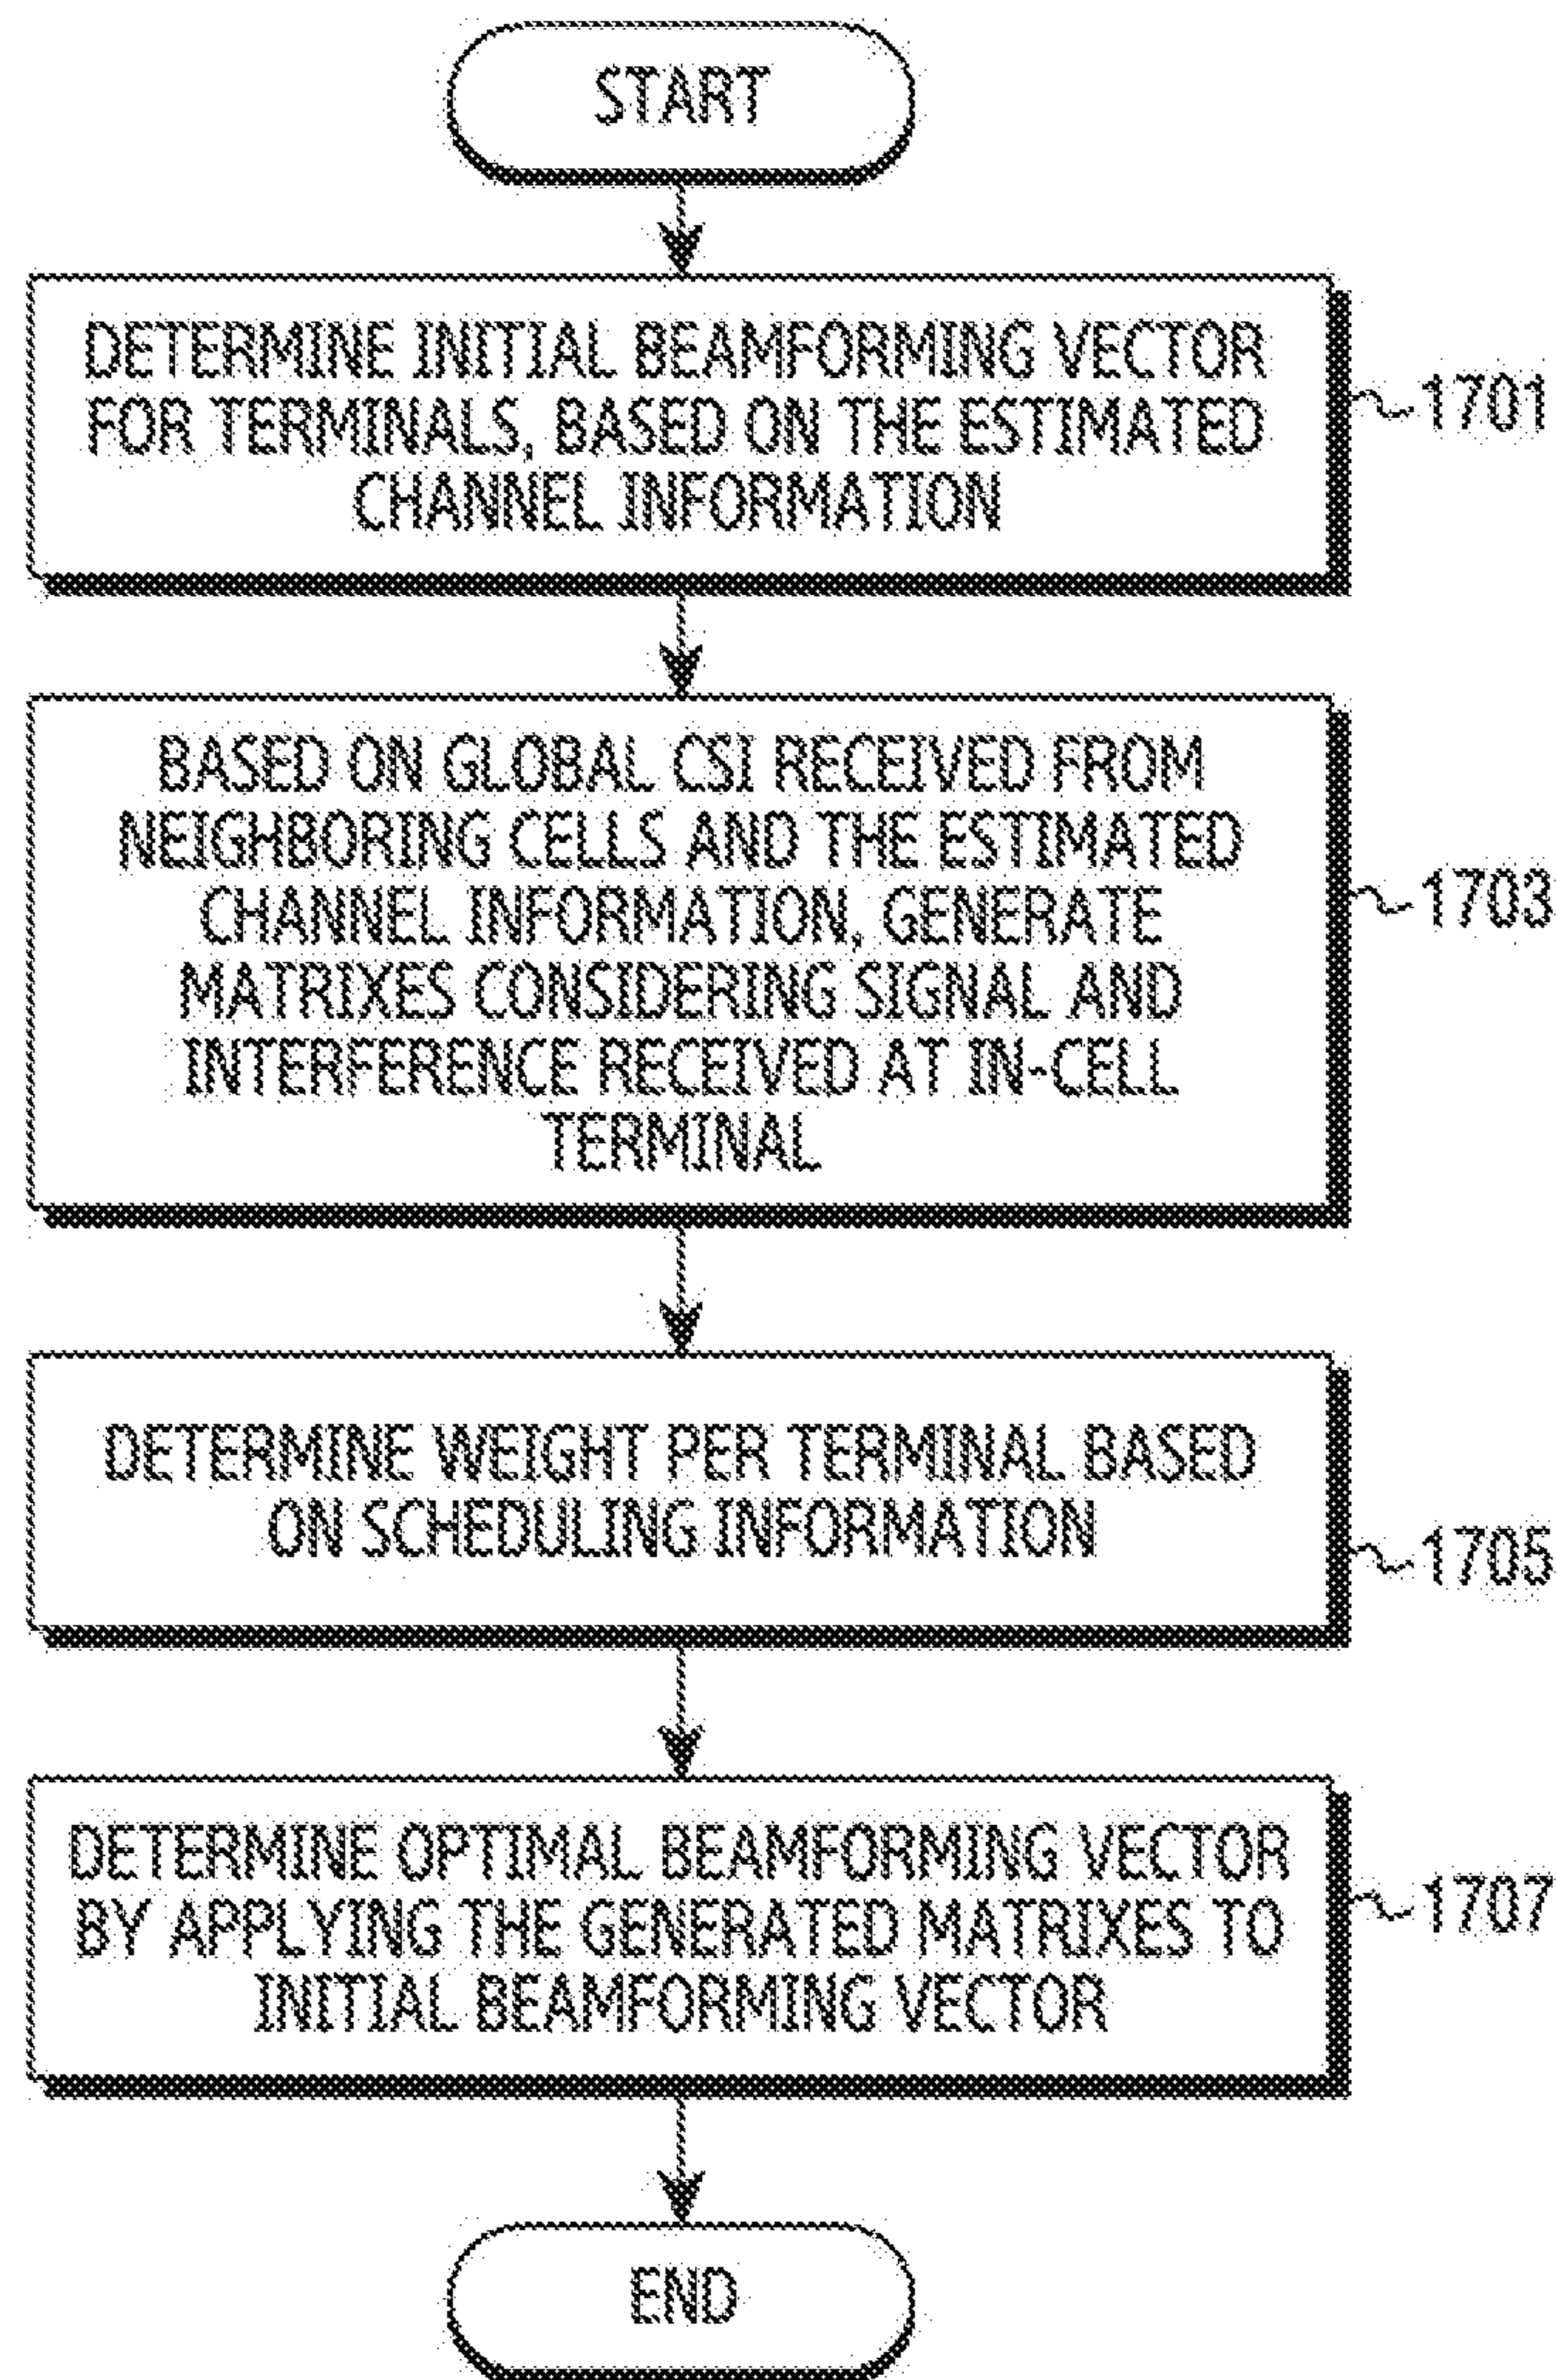 START
DETERMINE INITIAL BEAMFORMING VECTOR
FOR TERMINALS, BASED ON THE ESTIMATED
CHANNEL INFORMATION
1701
BASED ON GLOBAL CSI RECEIVED FROM
NEIGHBORING CELLS AND THE ESTIMATED
CHANNEL INFORMATION, GENERATE
MATRIXES CONSIDERING SIGNAL AND
INTERFERENCE RECEIVED AT IN-CELL
TERMINAL
1703
DETERMINE WEIGHT PER TERMINAL BASED
ON SCHEDULING INFORMATION
1705
DETERMINE OPTIMAL BEAMFORMING VECTOR
BY APPLYING THE GENERATED MATRIXES TO
INITIAL BEAMFORMING VECTOR
1707
END